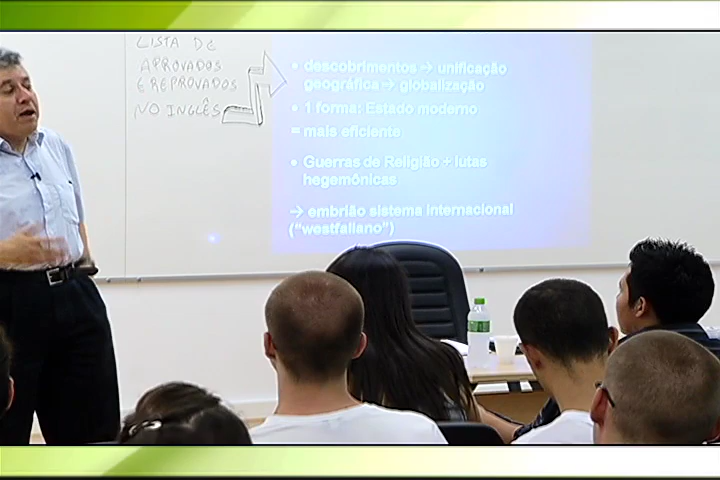 LISTA DE
APROVADOS
E REPROVADOS
NO INGLÊS
• descobrimentos → unificação
geográfica → globalização
• 1 forma: Estado moderno
= mais eficiente
• Guerras de Religião + lutas
hegemônicas
→ embrião sistema internacional
("westfaliano")